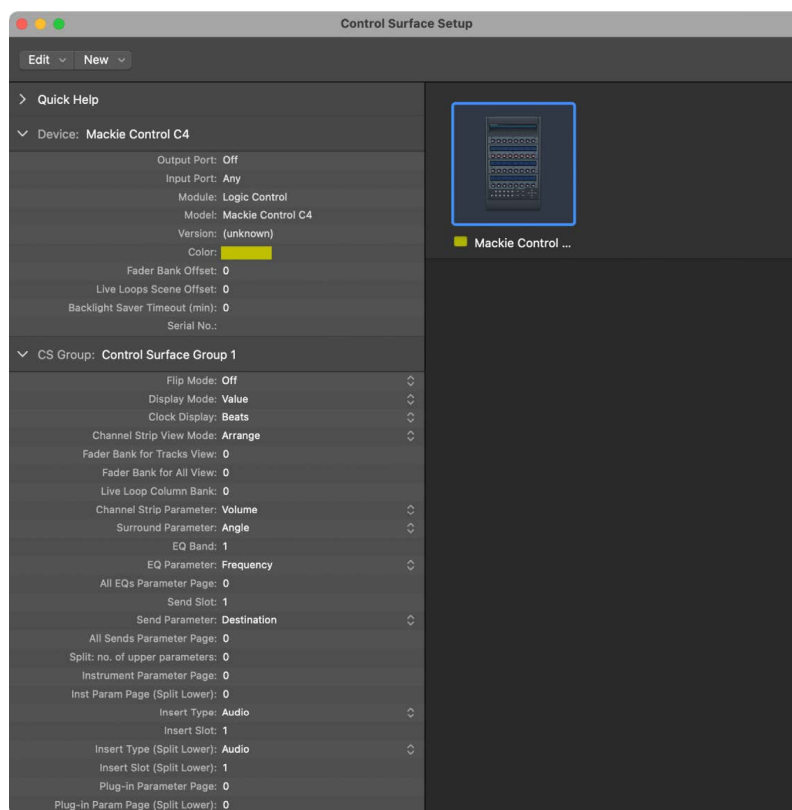 Control Surface Setup
Edit New
Quick Help
Device: Mackie Control C4
Output Port: Off
Input Port: Any
Module: Logic Control
Model: Mackie Control C4
Version: (unknown)
Color:
Fader Bank Offset: 0
Live Loops Scene Offset: 0
Backlight Saver Timeout (min): 0
Serial No.:
CS Group: Control Surface Group 1
Flip Mode: Off
Display Mode: Value
Clock Display: Beats
Channel Strip View Mode: Arrange
Fader Bank for Tracks View: 0
Fader Bank for All View: 0
Live Loop Column Bank: 0
Channel Strip Parameter: Volume
Surround Parameter: Angle
EQ Band: 1
EQ Parameter: Frequency
All EQs Parameter Page: 0
Send Slot: 1
Send Parameter: Destination
All Sends Parameter Page: 0
Split: no. of upper parameters: 0
Instrument Parameter Page: 0
Inst Param Page (Split Lower): 0
Insert Type: Audio
Insert Slot: 1
Insert Type (Split Lower): Audio
Insert Slot (Split Lower): 1
Plug-in Parameter Page: 0
Plug-in Param Page (Split Lower): 0
Mackie Control ...